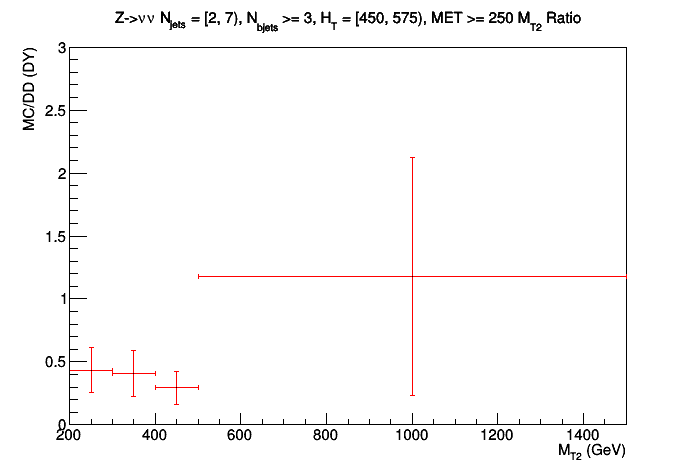 Z->νν N_jets = [2, 7), N_bjets >= 3, H_T = [450, 575), MET >= 250 M_T2 Ratio
MC/DD (DY)
3
2.5
2
1.5
1
0.5
0
200 400 600 800 1000 1200 1400
M_T2 (GeV)